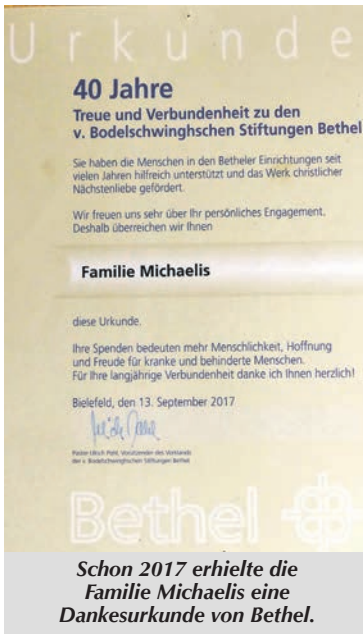 Urkunde
40 Jahre
Treue und Verbundenheit zu den
v. Bodelschwinghschen Stiftungen Bethel
Sie haben die Menschen in den Betheler Einrichtungen seit
vielen Jahren hilfreich unterstützt und das Werk christlicher
Nächstenliebe gefördert.
Wir freuen uns sehr über Ihr persönliches Engagement.
Deshalb überreichen wir Ihnen
Familie Michaelis
diese Urkunde.
Ihre Spenden bedeuten mehr Menschlichkeit, Hoffnung
und Freude für kranke und behinderte Menschen.
Für Ihre langjährige Verbundenheit danke ich Ihnen herzlich!
Bielefeld, den 13. September 2017
Pastor Ulrich Pohl, Vorsitzender des Vorstands
der v. Bodelschwinghschen Stiftungen Bethel
Bethel
Schon 2017 erhielte die
Familie Michaelis eine
Dankesurkunde von Bethel.